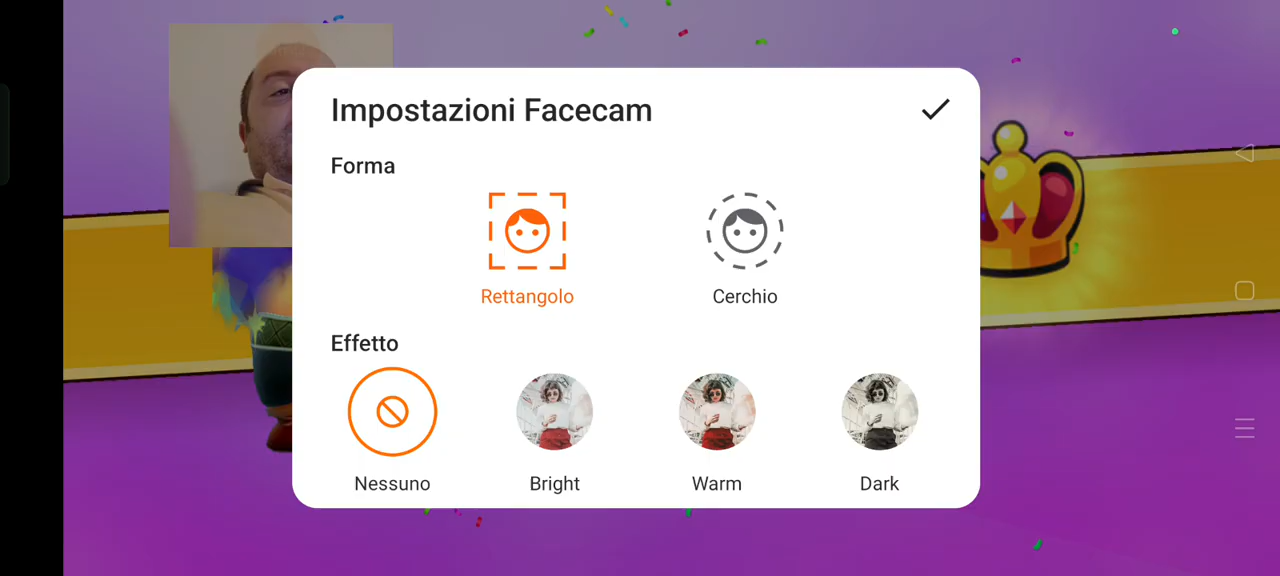 Impostazioni Facecam
Forma
Rettangolo
Cerchio
Effetto
Nessuno
Bright
Warm
Dark